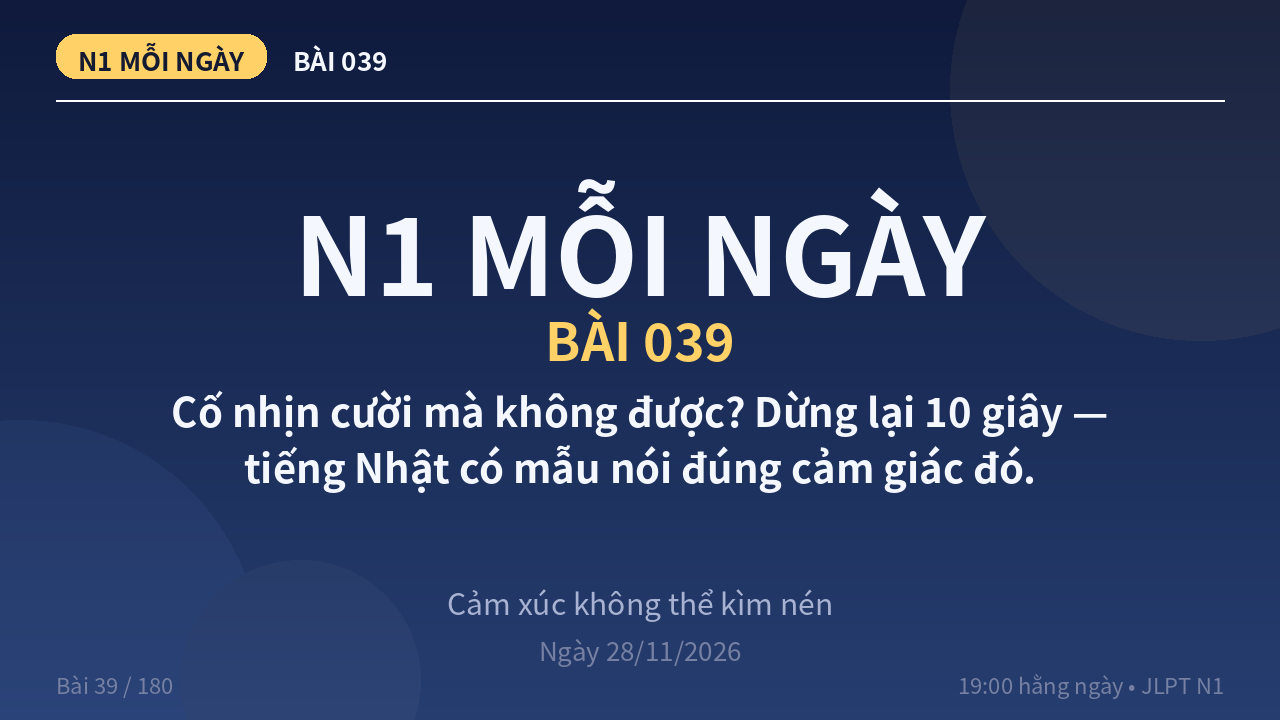 N1 MỖI NGÀY
BÀI 039
N1 MỖI NGÀY
BÀI 039
Cố nhịn cười mà không được? Dừng lại 10 giây —
tiếng Nhật có mẫu nói đúng cảm giác đó.
Cảm xúc không thể kìm nén
Ngày 28/11/2026
Bài 39 / 180
19:00 hằng ngày • JLPT N1